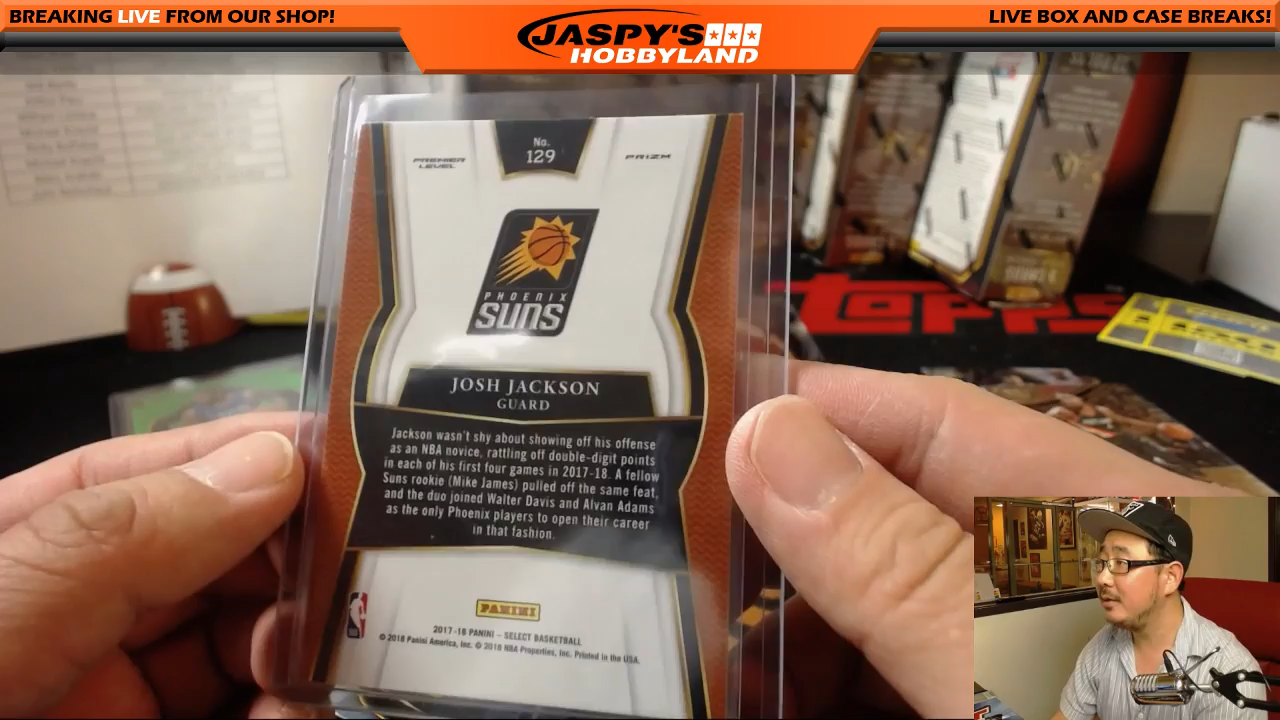 BREAKING LIVE FROM OUR SHOP!
JASPY'S
HOBBYLAND
LIVE BOX AND CASE BREAKS!
PREMIER
LEVEL
No.
129
PRIZM
PHOENIX
SUNS
TOPPS
JOSH JACKSON
GUARD
Jackson wasn't shy about showing off his offense
as an NBA novice, rattling off double-digit points
in each of his first four games in 2017-18. A fellow
Suns rookie (Mike James) pulled off the same feat,
and the duo joined Walter Davis and Alvan Adams
as the only Phoenix players to open their career
in that fashion.
PANINI
2017-18 PANINI – SELECT BASKETBALL
© 2018 Panini America, Inc. © 2018 NBA Properties, Inc. Printed in the USA.